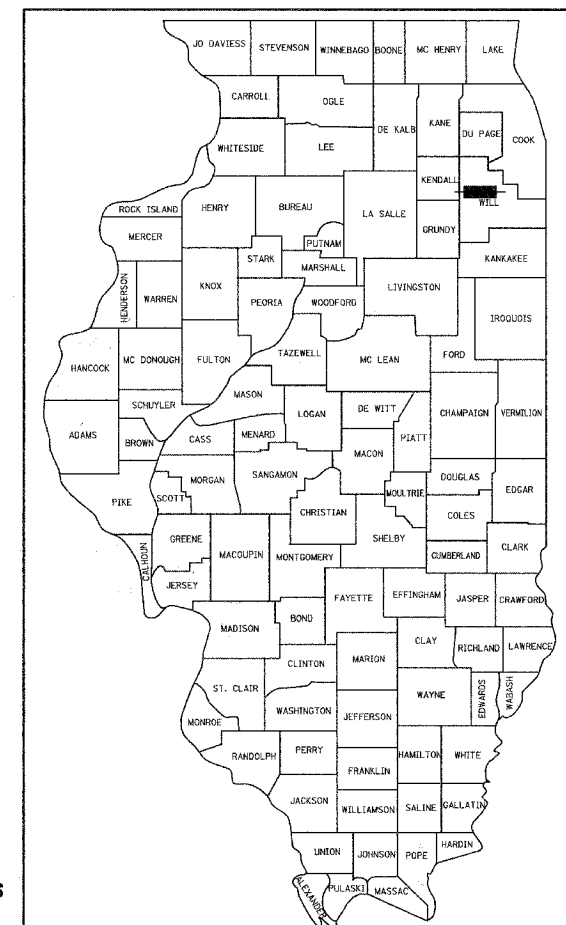 JO DAVIESS STEVENSON WINNEBAGO BOONE MC HENRY LAKE
CARROLL OGLE DE KALB KANE DU PAGE COOK
WHITESIDE LEE
KENDALL WILL
ROCK ISLAND HENRY BUREAU LA SALLE GRUNDY
MERCER PUTNAM KANKAKEE
STARK MARSHALL
HENDERSON WARREN KNOX PEORIA WOODFORD LIVINGSTON IROQUOIS
HANCOCK MC DONOUGH FULTON TAZEWELL MC LEAN FORD
MASON
SCHUYLER LOGAN DE WITT CHAMPAIGN VERMILION
ADAMS BROWN CASS MENARD MACON PIATT
MORGAN SANGAMON DOUGLAS EDGAR
PIKE SCOTT CHRISTIAN MOULTRIE COLES
GREENE MACOUPIN MONTGOMERY SHELBY CUMBERLAND CLARK
CALHOUN JERSEY FAYETTE EFFINGHAM JASPER CRAWFORD
MADISON BOND
CLINTON MARION CLAY RICHLAND LAWRENCE
ST. CLAIR WAYNE EDWARDS WABASH
MONROE WASHINGTON JEFFERSON
RANDOLPH PERRY HAMILTON WHITE
FRANKLIN
JACKSON WILLIAMSON SALINE GALLATIN
UNION JOHNSON POPE HARDIN
ALEXANDER PULASKI MASSAC